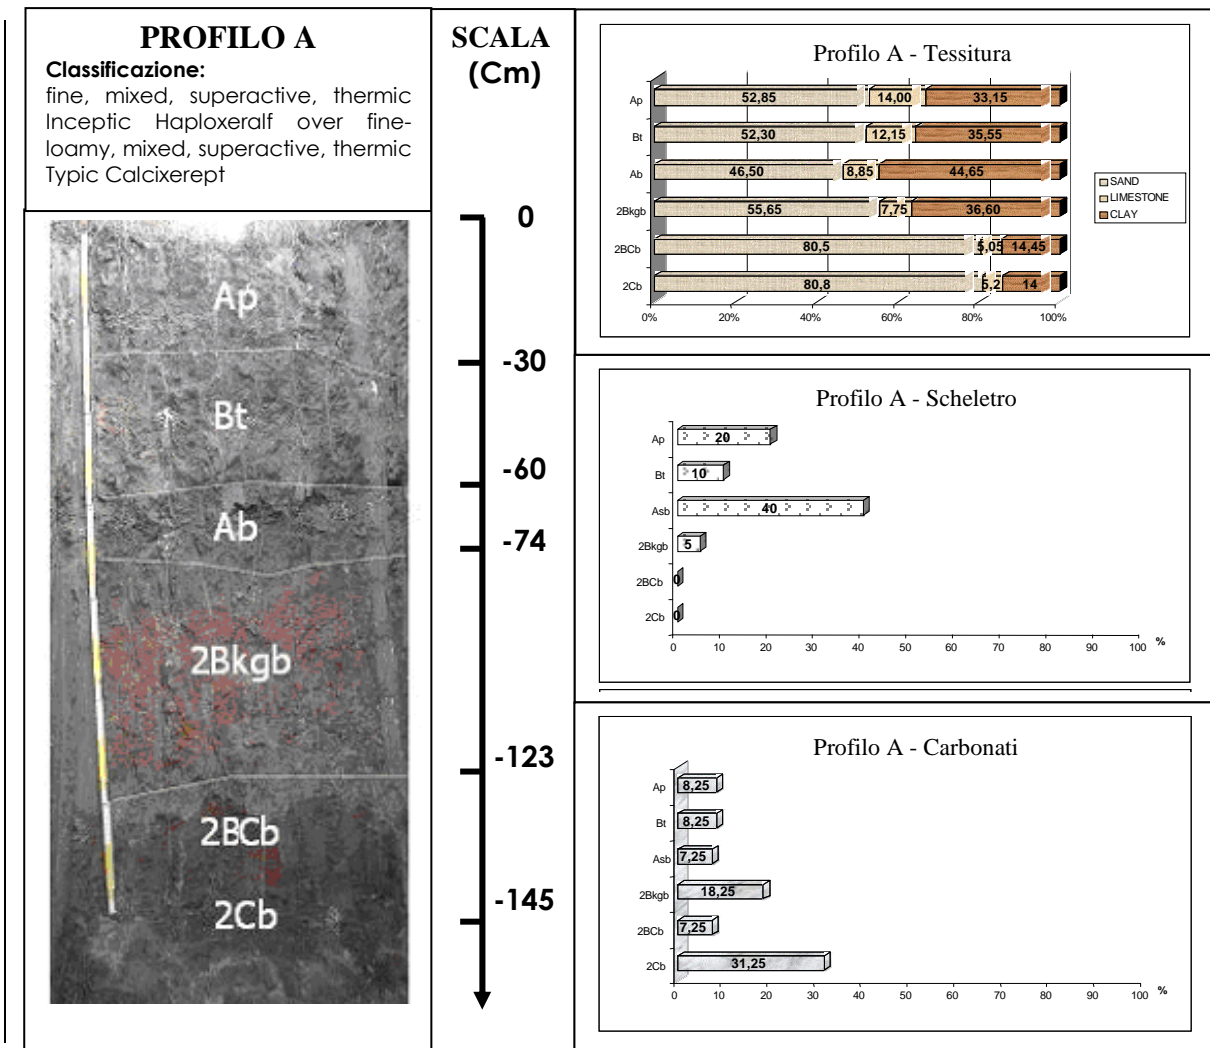 PROFILO A
Classificazione:
fine, mixed, superactive, thermic
Inceptic Haploxeralf over fine-
loamy, mixed, superactive, thermic
Typic Calcixerept
SCALA
(Cm)
0
-30
-60
-74
-123
-145
Ap
Bt
Ab
2Bkgb
2BCb
2Cb
Profilo A - Tessitura
Ap 52,85 14,00 33,15
Bt 52,30 12,15 35,55
Ab 46,50 8,85 44,65
2Bkgb 55,65 7,75 36,60
2BCb 80,5 5,05 14,45
2Cb 80,8 5,2 14
0% 20% 40% 60% 80% 100%
SAND
LIMESTONE
CLAY
Profilo A - Scheletro
Ap 20
Bt 10
Asb 40
2Bkgb 5
2BCb 0
2Cb 0
0 10 20 30 40 50 60 70 80 90 100 %
Profilo A - Carbonati
Ap 8,25
Bt 8,25
Asb 7,25
2Bkgb 18,25
2BCb 7,25
2Cb 31,25
0 10 20 30 40 50 60 70 80 90 100 %